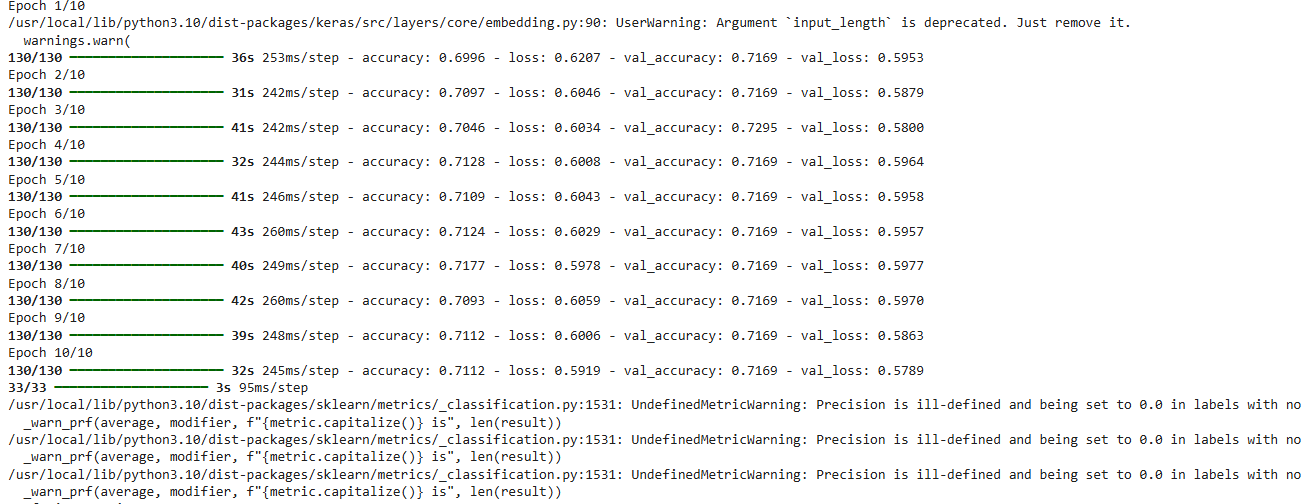 Epoch 1/10
/usr/local/lib/python3.10/dist-packages/keras/src/layers/core/embedding.py:90: UserWarning: Argument `input_length` is deprecated. Just remove it.
  warnings.warn(
130/130 ━━━━━━━━━━━━━━━━━━━━ 36s 253ms/step - accuracy: 0.6996 - loss: 0.6207 - val_accuracy: 0.7169 - val_loss: 0.5953
Epoch 2/10
130/130 ━━━━━━━━━━━━━━━━━━━━ 31s 242ms/step - accuracy: 0.7097 - loss: 0.6046 - val_accuracy: 0.7169 - val_loss: 0.5879
Epoch 3/10
130/130 ━━━━━━━━━━━━━━━━━━━━ 41s 242ms/step - accuracy: 0.7046 - loss: 0.6034 - val_accuracy: 0.7295 - val_loss: 0.5800
Epoch 4/10
130/130 ━━━━━━━━━━━━━━━━━━━━ 32s 244ms/step - accuracy: 0.7128 - loss: 0.6008 - val_accuracy: 0.7169 - val_loss: 0.5964
Epoch 5/10
130/130 ━━━━━━━━━━━━━━━━━━━━ 41s 246ms/step - accuracy: 0.7109 - loss: 0.6043 - val_accuracy: 0.7169 - val_loss: 0.5958
Epoch 6/10
130/130 ━━━━━━━━━━━━━━━━━━━━ 43s 260ms/step - accuracy: 0.7124 - loss: 0.6029 - val_accuracy: 0.7169 - val_loss: 0.5957
Epoch 7/10
130/130 ━━━━━━━━━━━━━━━━━━━━ 40s 249ms/step - accuracy: 0.7177 - loss: 0.5978 - val_accuracy: 0.7169 - val_loss: 0.5977
Epoch 8/10
130/130 ━━━━━━━━━━━━━━━━━━━━ 42s 260ms/step - accuracy: 0.7093 - loss: 0.6059 - val_accuracy: 0.7169 - val_loss: 0.5970
Epoch 9/10
130/130 ━━━━━━━━━━━━━━━━━━━━ 39s 248ms/step - accuracy: 0.7112 - loss: 0.6006 - val_accuracy: 0.7169 - val_loss: 0.5863
Epoch 10/10
130/130 ━━━━━━━━━━━━━━━━━━━━ 32s 245ms/step - accuracy: 0.7112 - loss: 0.5919 - val_accuracy: 0.7169 - val_loss: 0.5789
33/33 ━━━━━━━━━━━━━━━━━━━━ 3s 95ms/step
/usr/local/lib/python3.10/dist-packages/sklearn/metrics/_classification.py:1531: UndefinedMetricWarning: Precision is ill-defined and being set to 0.0 in labels with no
  _warn_prf(average, modifier, f"{metric.capitalize()} is", len(result))
/usr/local/lib/python3.10/dist-packages/sklearn/metrics/_classification.py:1531: UndefinedMetricWarning: Precision is ill-defined and being set to 0.0 in labels with no
  _warn_prf(average, modifier, f"{metric.capitalize()} is", len(result))
/usr/local/lib/python3.10/dist-packages/sklearn/metrics/_classification.py:1531: UndefinedMetricWarning: Precision is ill-defined and being set to 0.0 in labels with no
  _warn_prf(average, modifier, f"{metric.capitalize()} is", len(result))